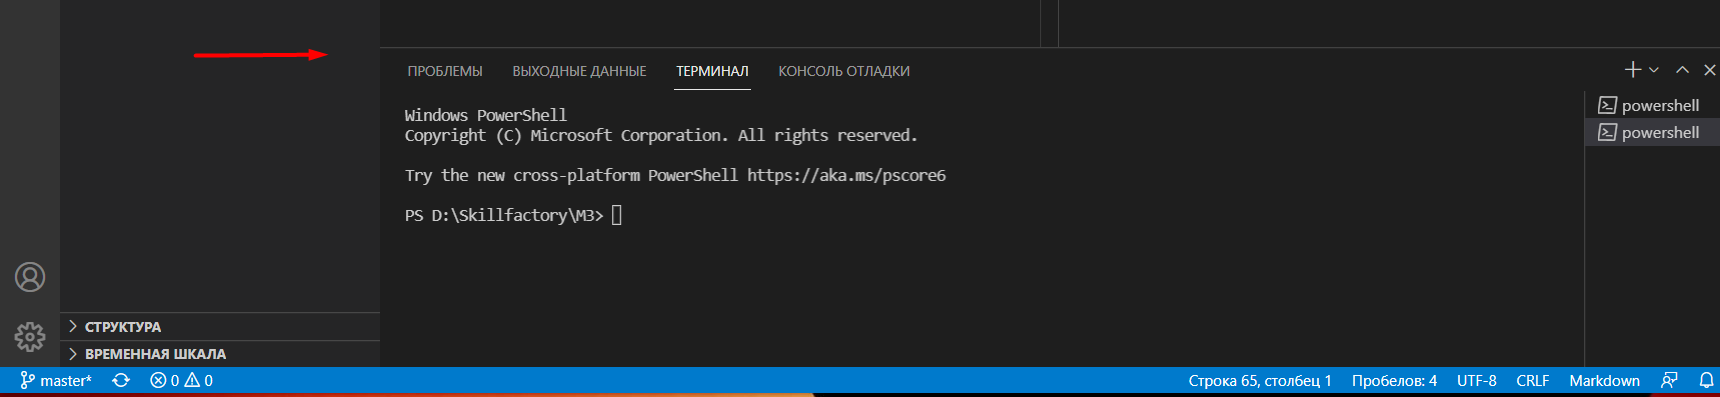 ПРОБЛЕМЫ ВЫХОДНЫЕ ДАННЫЕ ТЕРМИНАЛ КОНСОЛЬ ОТЛАДКИ
Windows PowerShell
Copyright (C) Microsoft Corporation. All rights reserved.
Try the new cross-platform PowerShell https://aka.ms/pscore6
PS D:\Skillfactory\M3>
powershell
powershell
СТРУКТУРА
ВРЕМЕННАЯ ШКАЛА
master* 0 0 Строка 65, столбец 1 Пробелов: 4 UTF-8 CRLF Markdown